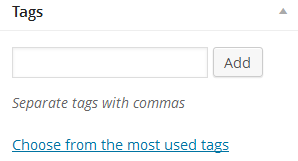 Tags
Add
Separate tags with commas
Choose from the most used tags